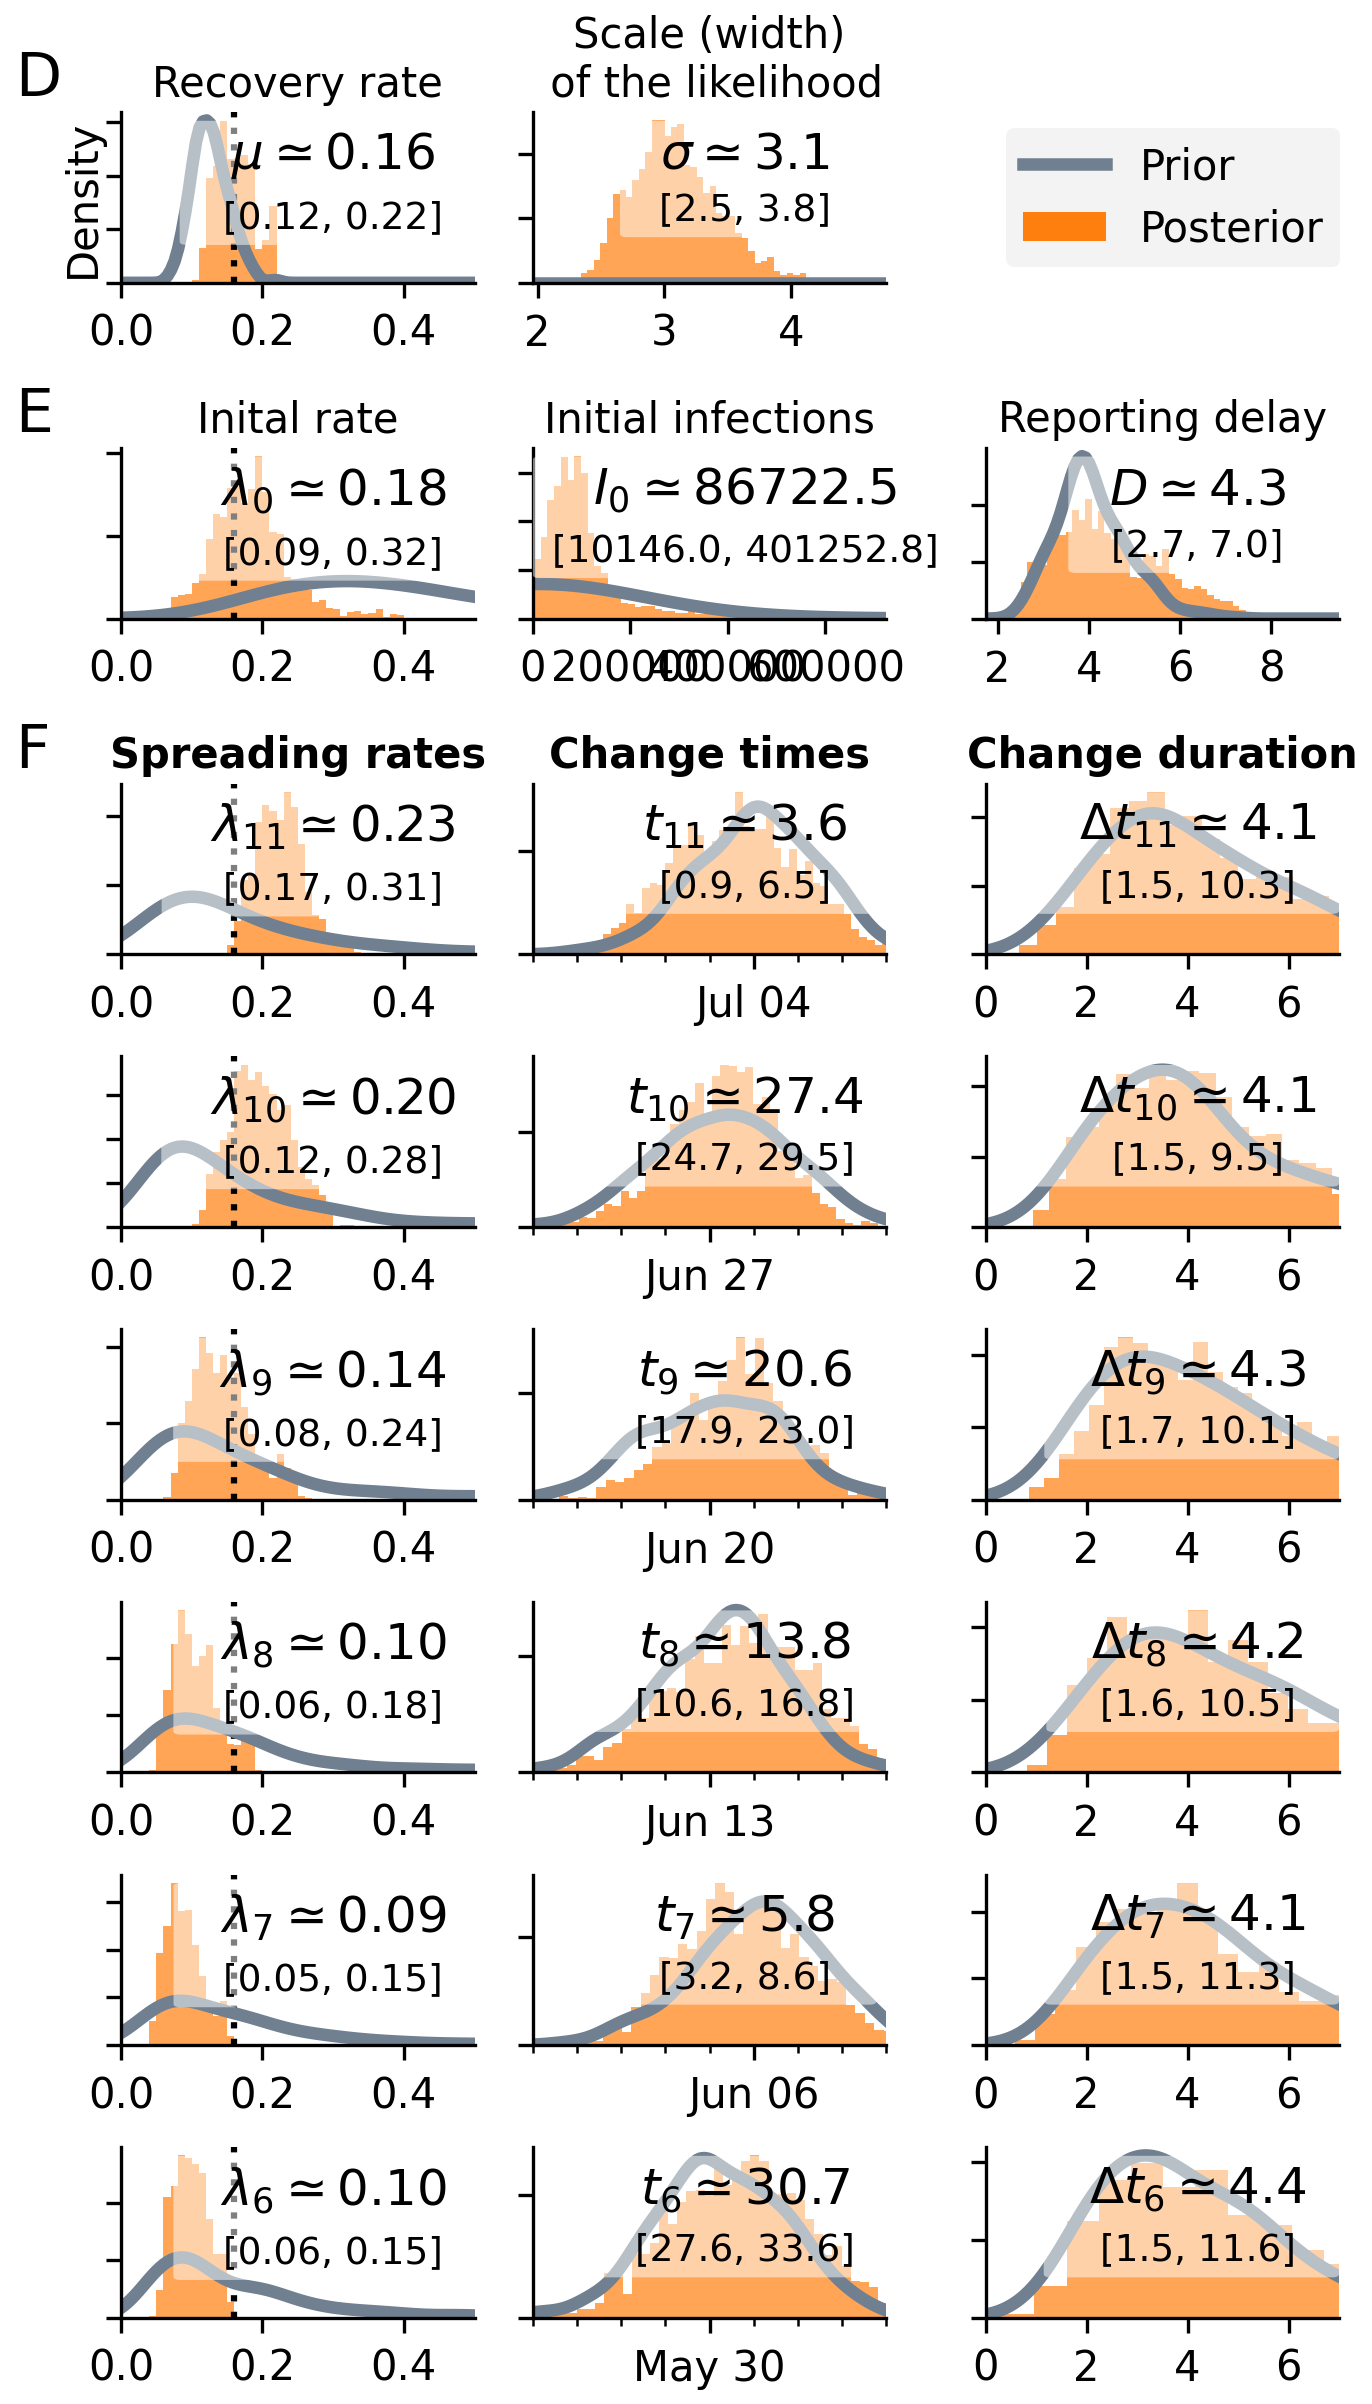 D
Recovery rate
Scale (width)
of the likelihood
Density
μ ≃ 0.16
[0.12, 0.22]
0.0 0.2 0.4
σ ≃ 3.1
[2.5, 3.8]
2 3 4
Prior
Posterior
E
Inital rate
λ0 ≃ 0.18
[0.09, 0.32]
0.0 0.2 0.4
Initial infections
I0 ≃ 86722.5
[10146.0, 401252.8]
0 200000 400000 600000
Reporting delay
D ≃ 4.3
[2.7, 7.0]
2 4 6 8
F
Spreading rates
Change times
Change duration
λ11 ≃ 0.23
[0.17, 0.31]
0.0 0.2 0.4
t11 ≃ 3.6
[0.9, 6.5]
Jul 04
Δt11 ≃ 4.1
[1.5, 10.3]
0 2 4 6
λ10 ≃ 0.20
[0.12, 0.28]
0.0 0.2 0.4
t10 ≃ 27.4
[24.7, 29.5]
Jun 27
Δt10 ≃ 4.1
[1.5, 9.5]
0 2 4 6
λ9 ≃ 0.14
[0.08, 0.24]
0.0 0.2 0.4
t9 ≃ 20.6
[17.9, 23.0]
Jun 20
Δt9 ≃ 4.3
[1.7, 10.1]
0 2 4 6
λ8 ≃ 0.10
[0.06, 0.18]
0.0 0.2 0.4
t8 ≃ 13.8
[10.6, 16.8]
Jun 13
Δt8 ≃ 4.2
[1.6, 10.5]
0 2 4 6
λ7 ≃ 0.09
[0.05, 0.15]
0.0 0.2 0.4
t7 ≃ 5.8
[3.2, 8.6]
Jun 06
Δt7 ≃ 4.1
[1.5, 11.3]
0 2 4 6
λ6 ≃ 0.10
[0.06, 0.15]
0.0 0.2 0.4
t6 ≃ 30.7
[27.6, 33.6]
May 30
Δt6 ≃ 4.4
[1.5, 11.6]
0 2 4 6